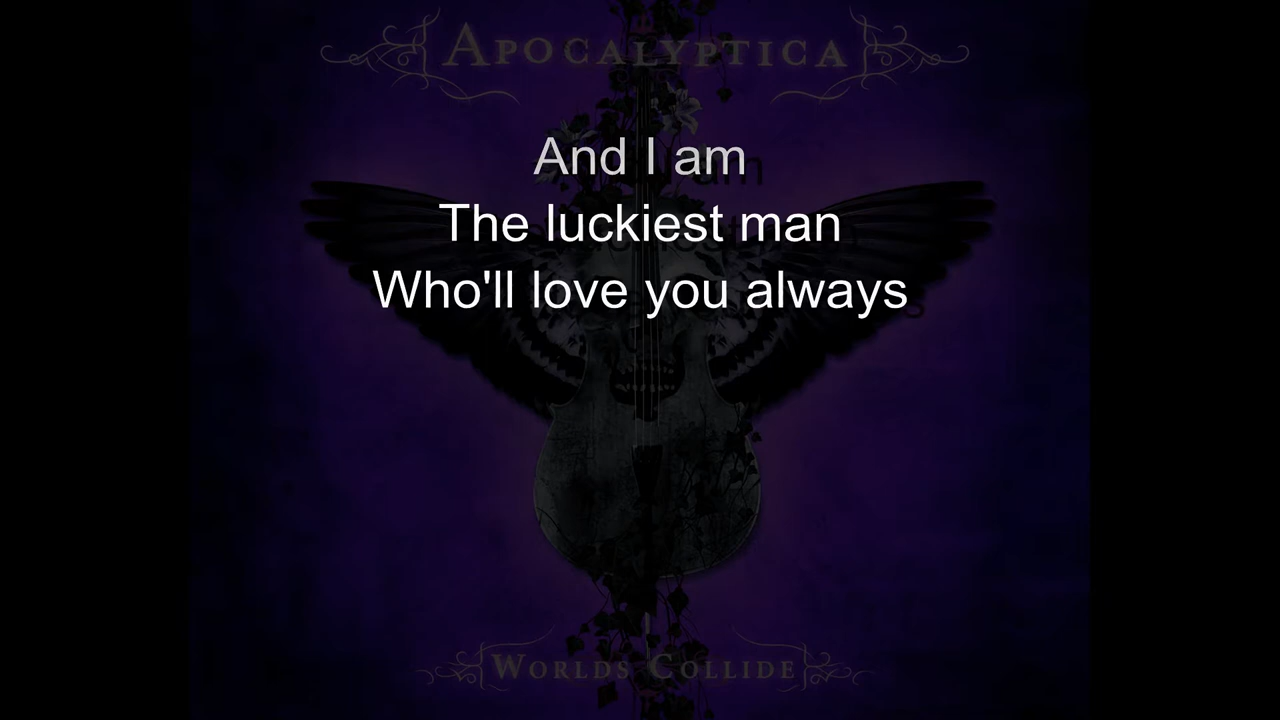 APOCALYPTICA
And I am
The luckiest man
Who'll love you always
WORLDS COLLIDE